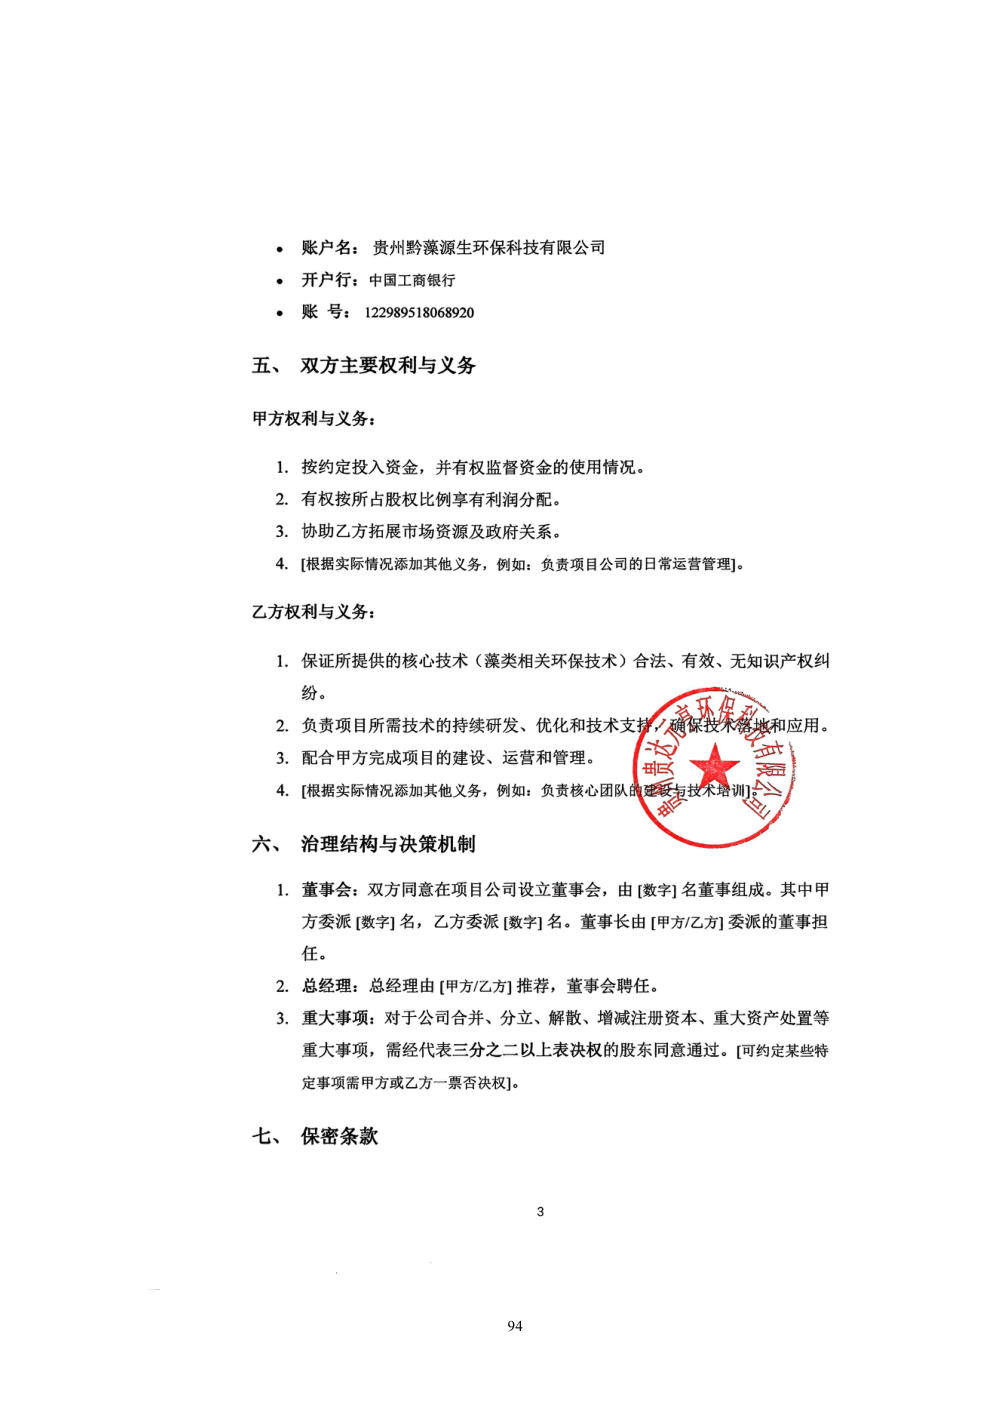 • 账户名： 贵州黔藻源生环保科技有限公司
• 开户行：中国工商银行
• 账 号： 122989518068920
五、 双方主要权利与义务
甲方权利与义务：
1. 按约定投入资金，并有权监督资金的使用情况。
2. 有权按所占股权比例享有利润分配。
3. 协助乙方拓展市场资源及政府关系。
4. [根据实际情况添加其他义务，例如：负责项目公司的日常运营管理]。
乙方权利与义务：
1. 保证所提供的核心技术（藻类相关环保技术）合法、有效、无知识产权纠
纷。
2. 负责项目所需技术的持续研发、优化和技术支持，确保技术落地和应用。
3. 配合甲方完成项目的建设、运营和管理。
4. [根据实际情况添加其他义务，例如：负责核心团队的建设与技术培训]。
贵州贵达元亨环保科技有限公司
六、 治理结构与决策机制
1. 董事会：双方同意在项目公司设立董事会，由 [数字] 名董事组成。其中甲
方委派 [数字] 名，乙方委派 [数字] 名。董事长由 [甲方/乙方] 委派的董事担
任。
2. 总经理：总经理由 [甲方/乙方] 推荐，董事会聘任。
3. 重大事项：对于公司合并、分立、解散、增减注册资本、重大资产处置等
重大事项，需经代表三分之二以上表决权的股东同意通过。[可约定某些特
定事项需甲方或乙方一票否决权]。
七、 保密条款
3
94